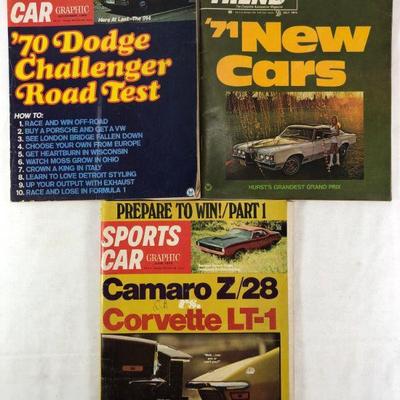 CAR
GRAPHIC
Here At Last-The 914
'70 Dodge
Challenger
Road Test
HOW TO:
1. RACE AND WIN OFF-ROAD
2. BUY A PORSCHE AND GET A VW
3. SEE LONDON BRIDGE FALLEN DOWN
4. CHOOSE YOUR OWN FROM EUROPE
5. GET HEARTBURN IN WISCONSIN
6. WATCH MOSS GROW IN OHIO
7. CROWN A KING IN ITALY
8. LEARN TO LOVE DETROIT STYLING
9. UP YOUR OUTPUT WITH EXHAUST
10. RACE AND LOSE IN FORMULA 1
TREND
'71 New
Cars
HURST'S GRANDEST GRAND PRIX
PREPARE TO WIN!/PART 1
SPORTS
CAR
GRAPHIC
Camaro Z/28
Corvette LT-1